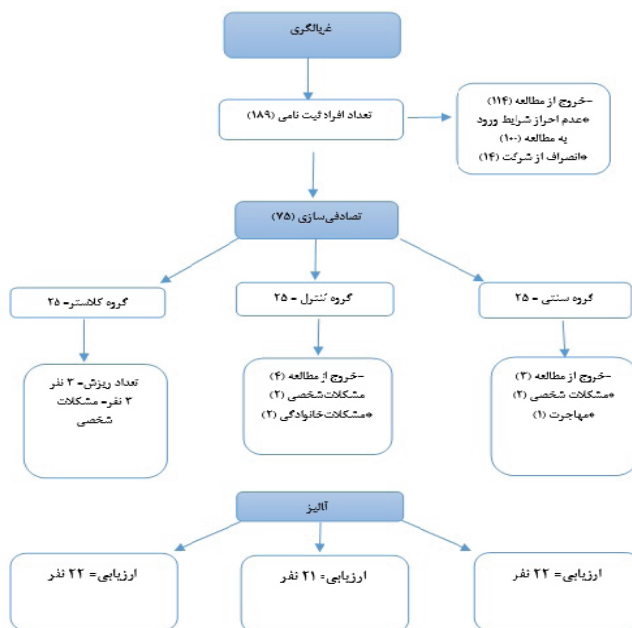 غربالگری
تعداد افراد ثبت نامی (۱۸۹)
-خروج از مطالعه (۱۱۴)
*عدم احراز شرایط ورود
به مطالعه (۱۰۰)
*انصراف از شرکت (۱۴)
تصادفی‌سازی (۷۵)
گروه سنتی = ۲۵
گروه کنترل = ۲۵
گروه کلاستر= ۲۵
-خروج از مطالعه (۳)
*مشکلات شخصی (۲)
*مهاجرت (۱)
-خروج از مطالعه (۴)
مشکلات‌شخصی (۲)
*مشکلات‌خانوادگی (۲)
تعداد ریزش= ۳ نفر
۳ نفر= مشکلات
شخصی
آنالیز
ارزیابی= ۲۲ نفر
ارزیابی= ۲۱ نفر
ارزیابی= ۲۲ نفر